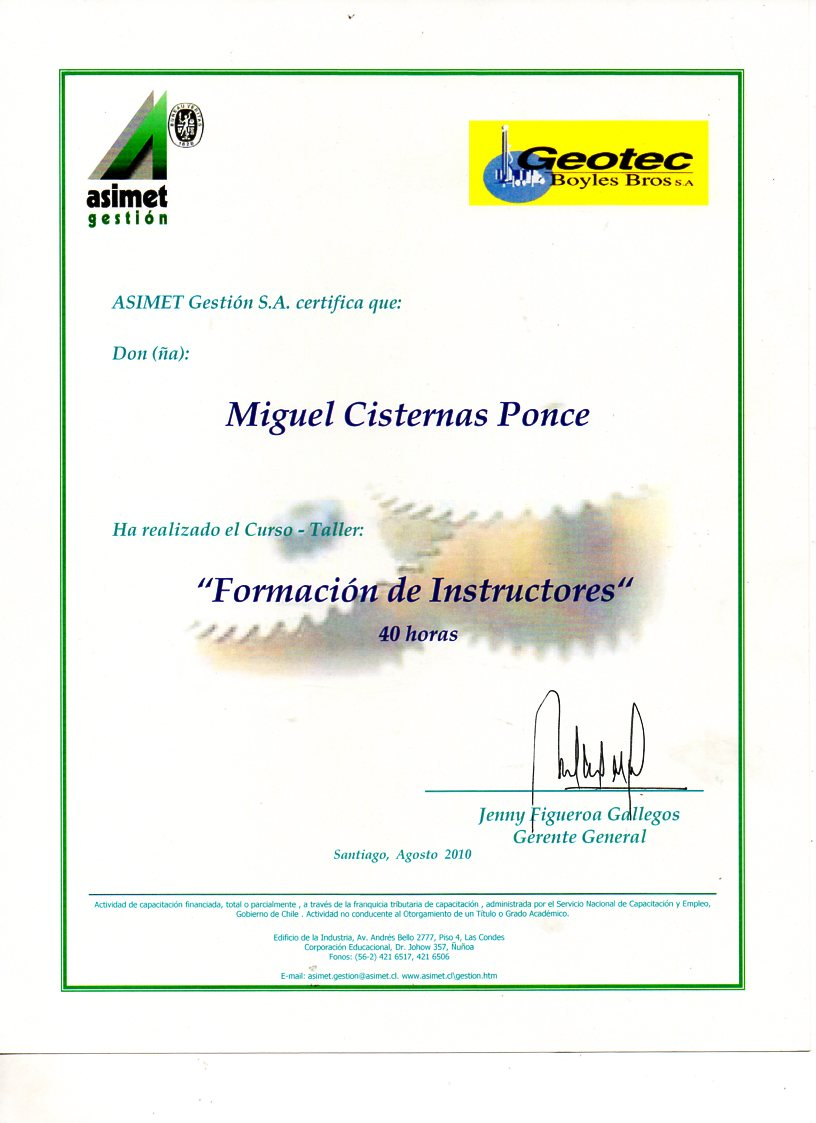 BUREAU VERITAS
1828
asimet
gestión
Geotec
Boyles Bros S.A
ASIMET Gestión S.A. certifica que:
Don (ña):
Miguel Cisternas Ponce
Ha realizado el Curso - Taller:
“Formación de Instructores“
40 horas
Jenny Figueroa Gallegos
Gerente General
Santiago, Agosto 2010
Actividad de capacitación financiada, total o parcialmente , a través de la franquicia tributaria de capacitación , administrada por el Servicio Nacional de Capacitación y Empleo,
Gobierno de Chile . Actividad no conducente al Otorgamiento de un Título o Grado Académico.
Edificio de la Industria, Av. Andrés Bello 2777, Piso 4, Las Condes
Corporación Educacional, Dr. Johow 357, Ñuñoa
Fonos: (56-2) 421 6517, 421 6506
E-mail: asimet.gestion@asimet.cl. www.asimet.cl\gestion.htm